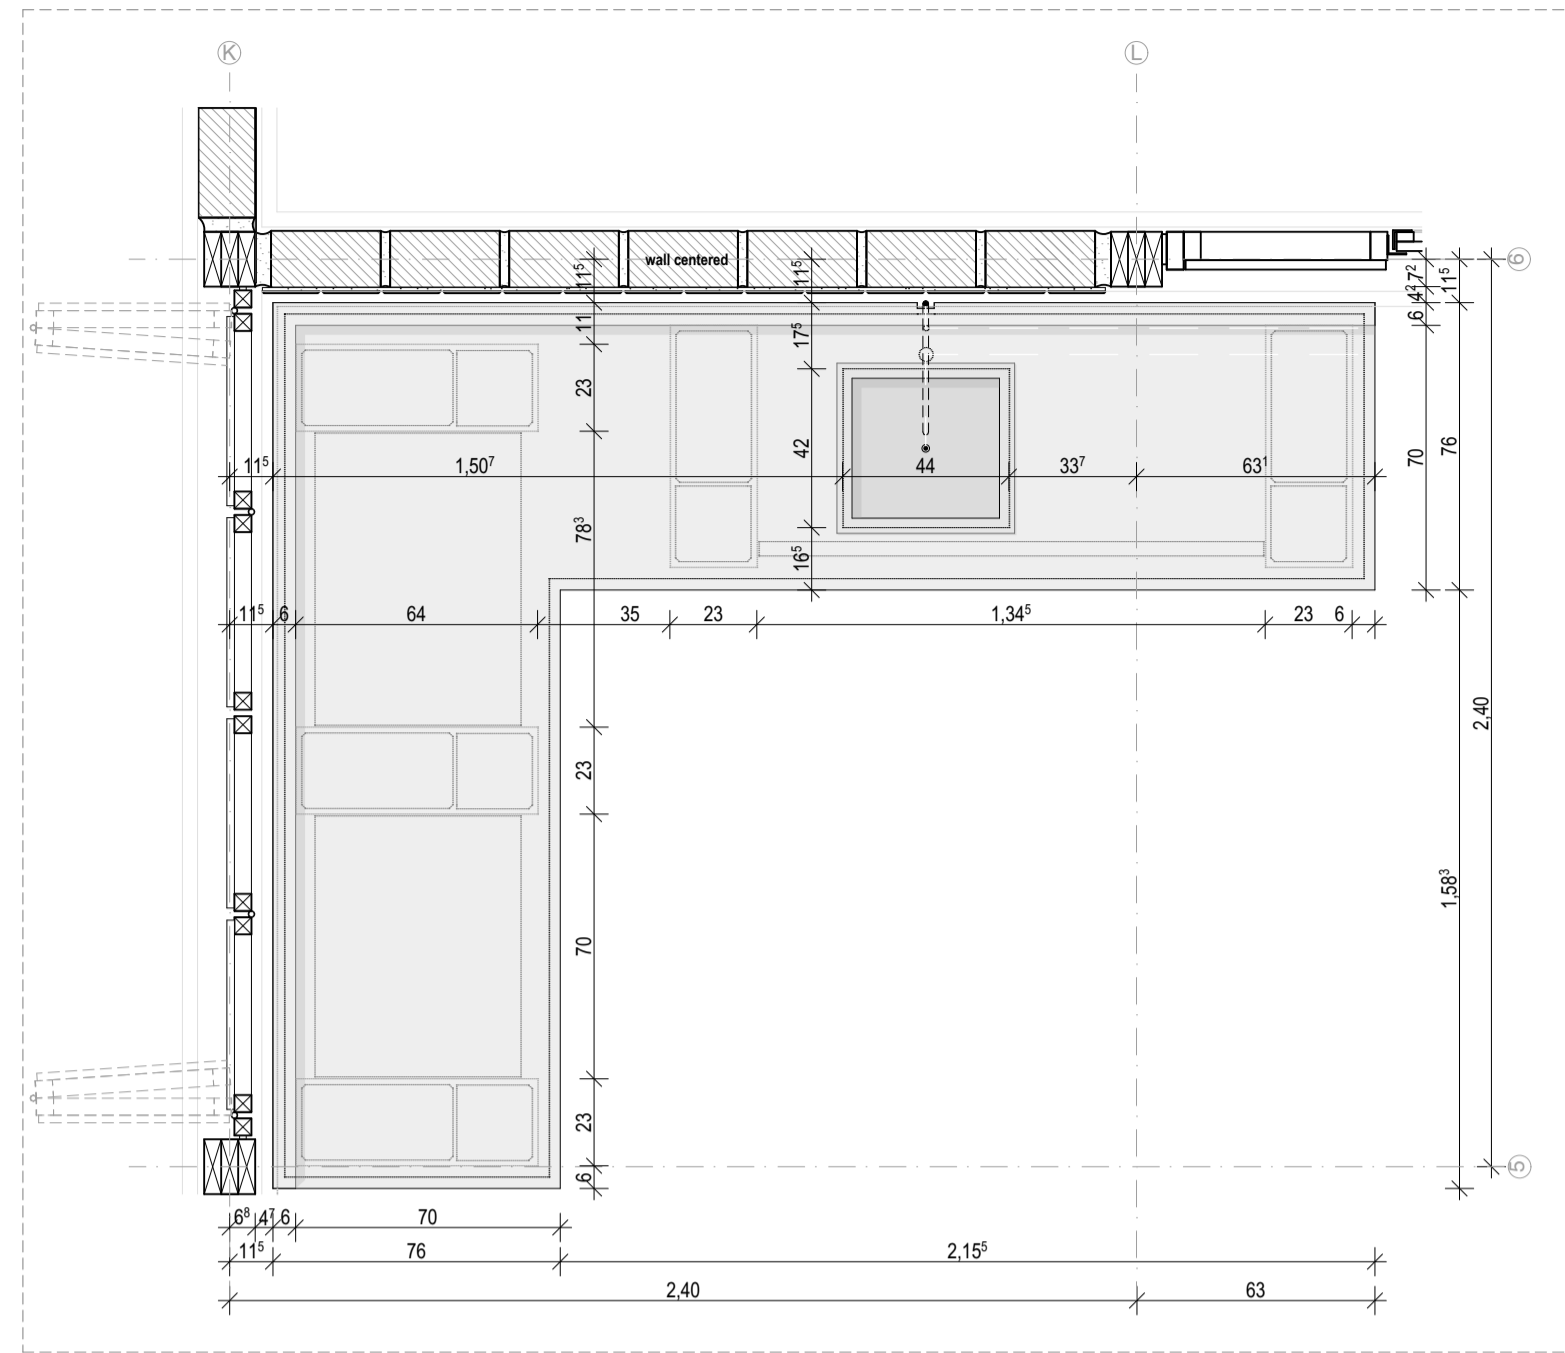 K L
wall centered
6
11⁵ 11⁵ 7² 11⁵
4²
11 17⁵ 6
23
42 70 76
11⁵ 1,50⁷ 44 33⁷ 63¹
78³
16⁵
11⁵ 6 64 35 23 1,34⁵ 23 6
2,40
23
1,58³
70
23
5
6
6⁸ 4⁷ 6 70
11⁵ 76 2,15⁵
2,40 63